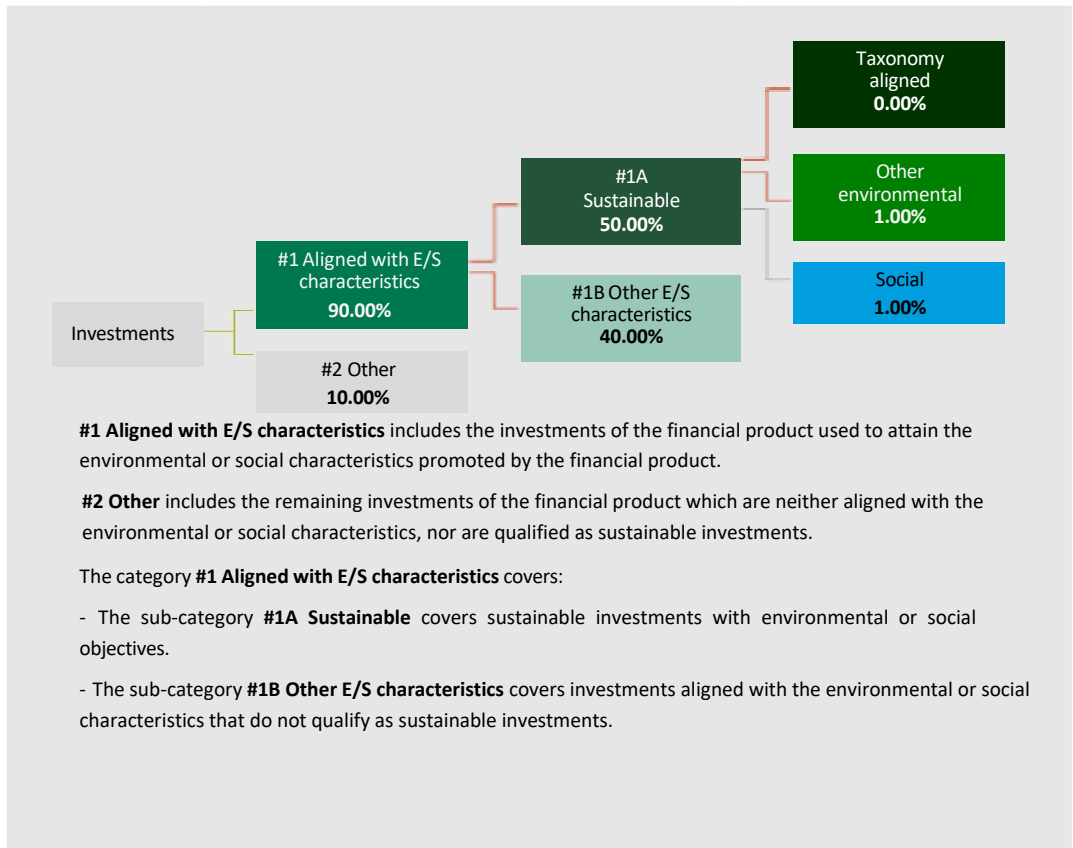 Taxonomy
aligned
0.00%
#1A
Sustainable
50.00%
Other
environmental
1.00%
#1 Aligned with E/S
characteristics
90.00%
#1B Other E/S
characteristics
40.00%
Social
1.00%
Investments
#2 Other
10.00%
#1 Aligned with E/S characteristics includes the investments of the financial product used to attain the
environmental or social characteristics promoted by the financial product.
#2 Other includes the remaining investments of the financial product which are neither aligned with the
environmental or social characteristics, nor are qualified as sustainable investments.
The category #1 Aligned with E/S characteristics covers:
- The sub-category #1A Sustainable covers sustainable investments with environmental or social
objectives.
- The sub-category #1B Other E/S characteristics covers investments aligned with the environmental or social
characteristics that do not qualify as sustainable investments.